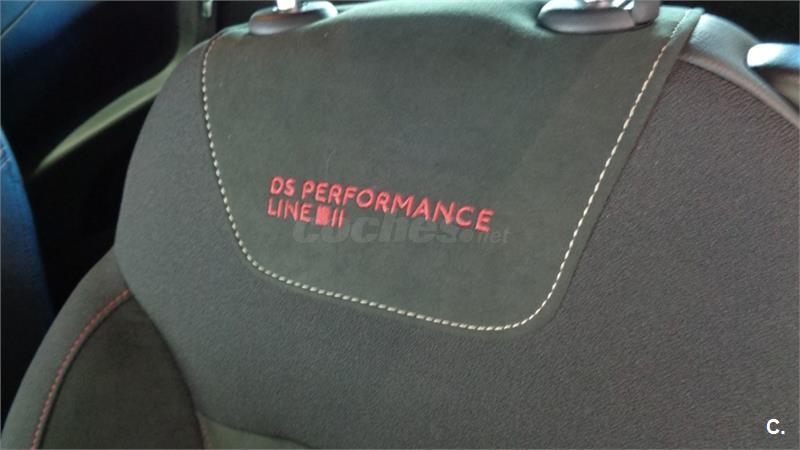 DS PERFORMANCE
LINE
coches.net
c.